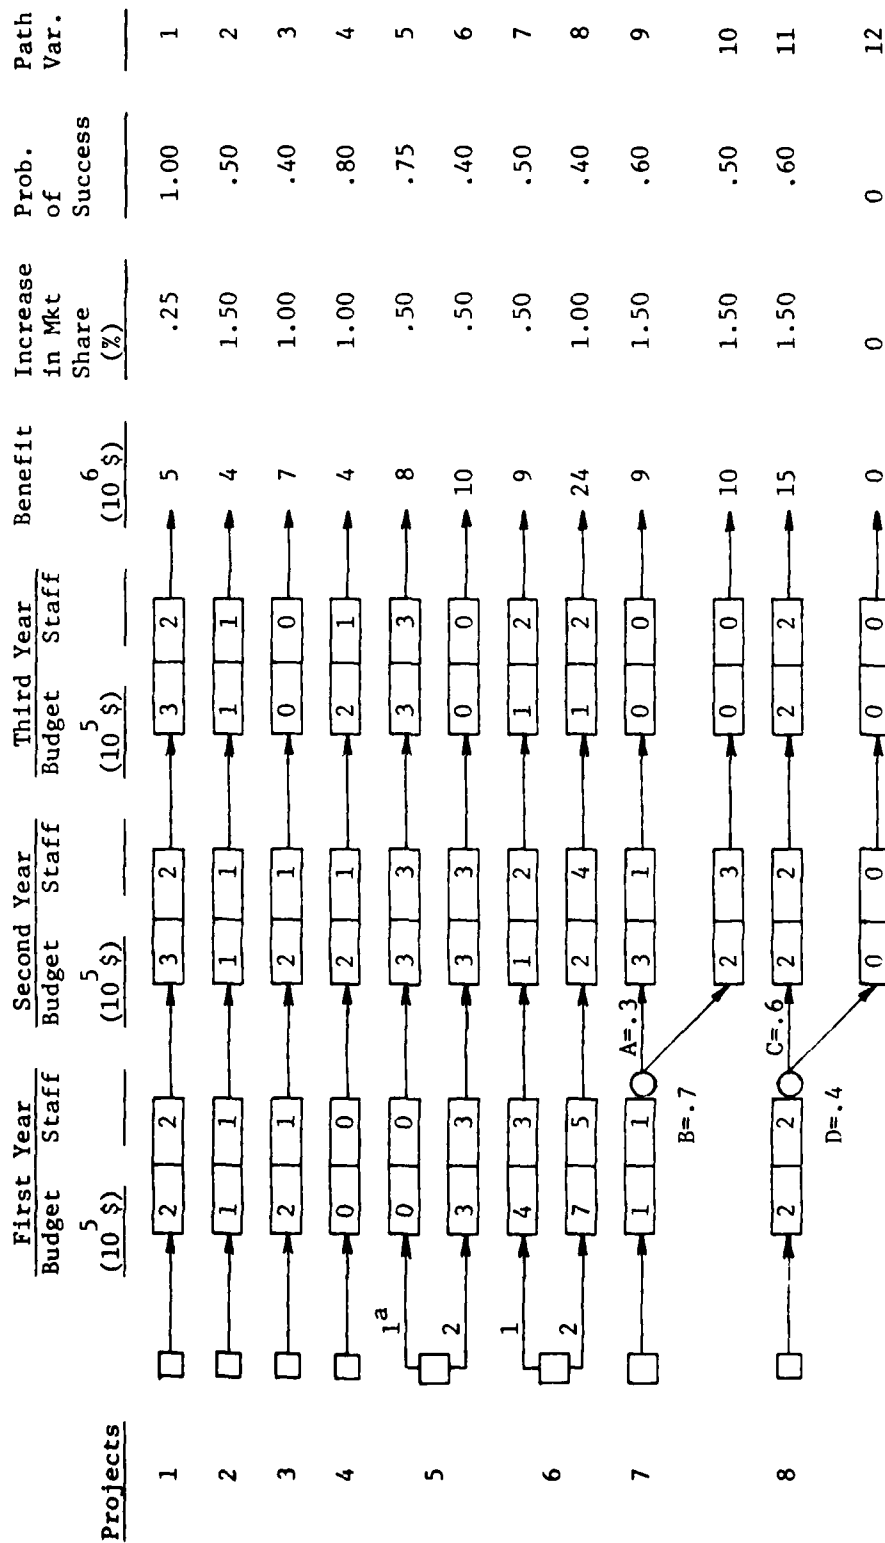 First Year Second Year Third Year Benefit Increase Prob. Path
Budget Staff Budget Staff Budget Staff in Mkt of Var.
Share Success
Projects (10⁵ $) (10⁵ $) (10⁵ $) (10⁶ $) (%)
1 2 2 3 2 3 2 5 .25 1.00 1
2 1 1 1 1 1 1 4 1.50 .50 2
3 2 1 2 1 0 0 7 1.00 .40 3
4 0 0 2 1 2 1 4 1.00 .80 4
1ᵃ 0 0 3 3 3 3 8 .50 .75 5
5
2 3 3 3 3 0 0 10 .50 .40 6
1 4 3 1 2 1 2 9 .50 .50 7
6
2 7 5 2 4 1 2 24 1.00 .40 8
A=.3
7 1 1 3 1 0 0 9 1.50 .60 9
B=.7
2 3 0 0 10 1.50 .50 10
C=.6
8 2 2 2 2 2 2 15 1.50 .60 11
D=.4
0 0 0 0 0 0 0 12